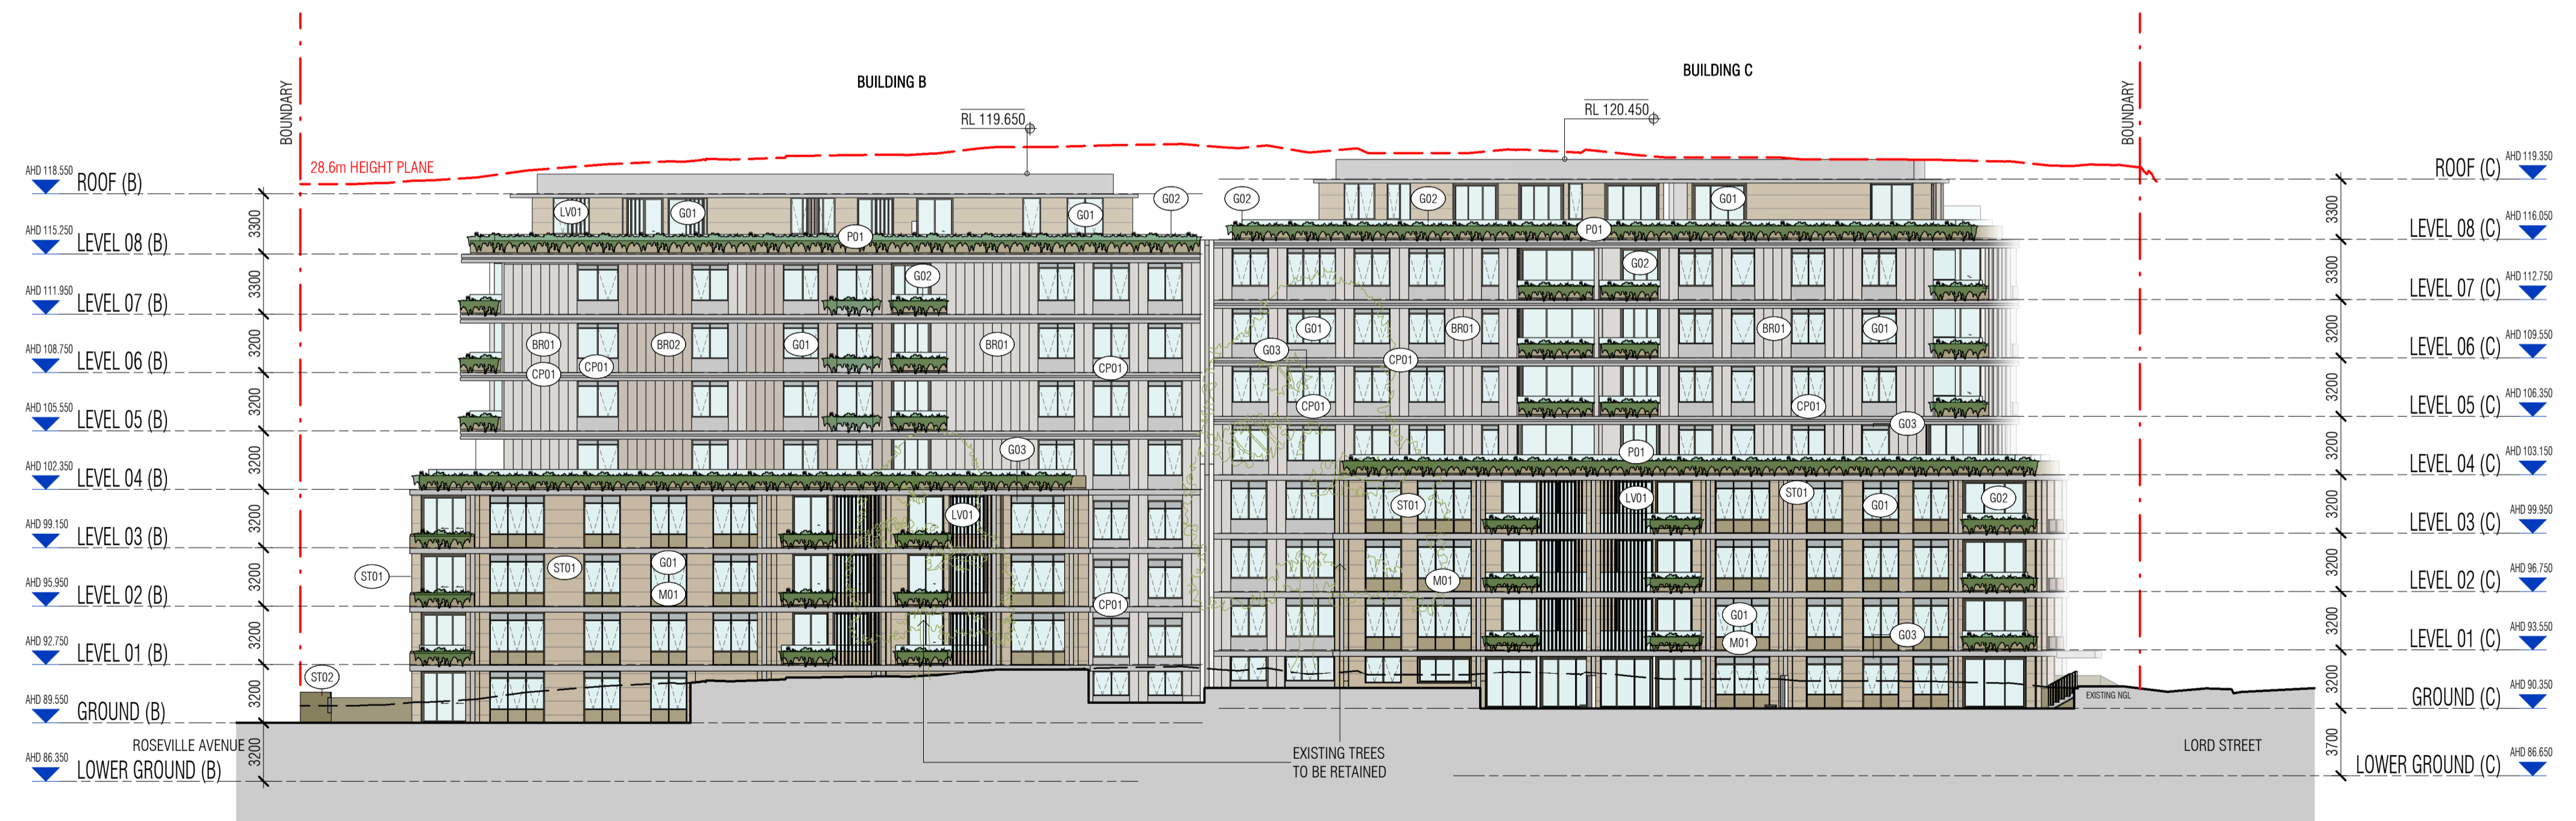 BUILDING B
BUILDING C
BOUNDARY
BOUNDARY
RL 119.650
RL 120.450
28.6m HEIGHT PLANE
AHD 118.550
ROOF (B)
3300
AHD 115.250
LEVEL 08 (B)
3300
AHD 111.950
LEVEL 07 (B)
3200
AHD 108.750
LEVEL 06 (B)
3200
AHD 105.550
LEVEL 05 (B)
3200
AHD 102.350
LEVEL 04 (B)
3200
AHD 99.150
LEVEL 03 (B)
3200
AHD 95.950
LEVEL 02 (B)
3200
AHD 92.750
LEVEL 01 (B)
3200
AHD 89.550
GROUND (B)
ROSEVILLE AVENUE
3200
AHD 86.350
LOWER GROUND (B)
LV01
G01
G01
G02
P01
G02
BR01
BR02
G01
BR01
CP01
CP01
CP01
G03
LV01
ST01
ST01
G01
M01
CP01
ST02
G02
G02
G01
P01
G02
G01
BR01
BR01
G01
G03
CP01
CP01
CP01
G03
P01
ST01
LV01
ST01
G01
G02
M01
G01
M01
G03
EXISTING NGL
EXISTING TREES
TO BE RETAINED
LORD STREET
ROOF (C)
AHD 119.350
3300
LEVEL 08 (C)
AHD 116.050
3300
LEVEL 07 (C)
AHD 112.750
3200
LEVEL 06 (C)
AHD 109.550
3200
LEVEL 05 (C)
AHD 106.350
3200
LEVEL 04 (C)
AHD 103.150
3200
LEVEL 03 (C)
AHD 99.950
3200
LEVEL 02 (C)
AHD 96.750
3200
LEVEL 01 (C)
AHD 93.550
3200
GROUND (C)
AHD 90.350
3700
LOWER GROUND (C)
AHD 86.650